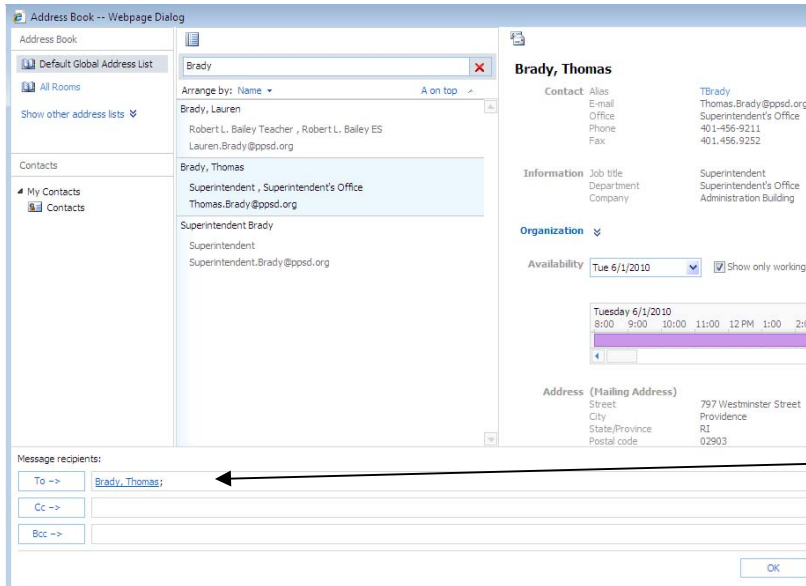 Address Book -- Webpage Dialog
Address Book
Default Global Address List
All Rooms
Show other address lists
Contacts
My Contacts
Contacts
Brady
Arrange by: Name
A on top
Brady, Lauren
Robert L. Bailey Teacher , Robert L. Bailey ES
Lauren.Brady@ppsd.org
Brady, Thomas
Superintendent , Superintendent's Office
Thomas.Brady@ppsd.org
Superintendent Brady
Superintendent
Superintendent.Brady@ppsd.org
Brady, Thomas
Contact Alias TBrady
E-mail Thomas.Brady@ppsd.org
Office Superintendent's Office
Phone 401-456-9211
Fax 401.456.9252
Information Job title Superintendent
Department Superintendent's Office
Company Administration Building
Organization
Availability Tue 6/1/2010 Show only working
Tuesday 6/1/2010
8:00 9:00 10:00 11:00 12 PM 1:00
Address (Mailing Address)
Street 797 Westminster Street
City Providence
State/Province RI
Postal code 02903
Message recipients:
To -> Brady, Thomas;
Cc ->
Bcc ->
OK